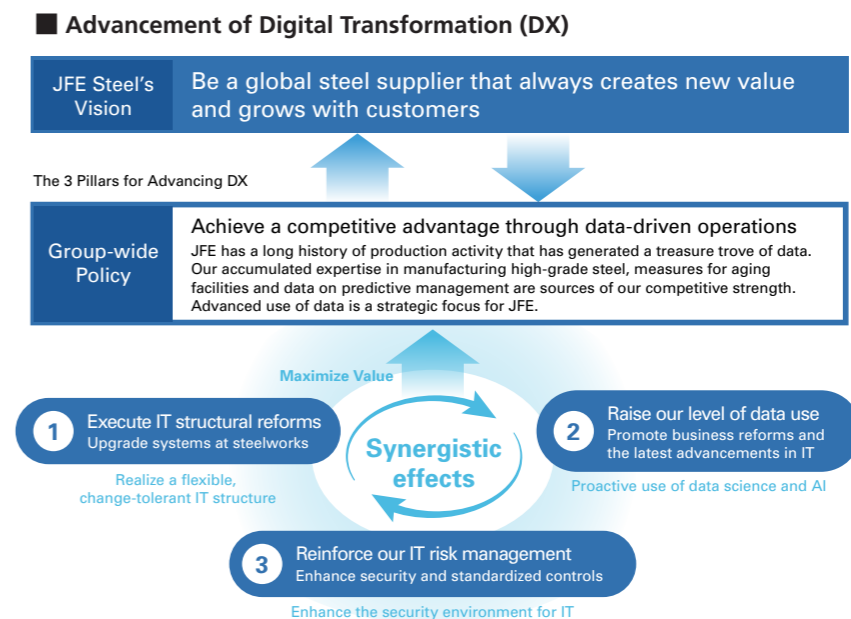 ■ Advancement of Digital Transformation (DX)
JFE Steel's
Vision
Be a global steel supplier that always creates new value
and grows with customers
The 3 Pillars for Advancing DX
Group-wide
Policy
Achieve a competitive advantage through data-driven operations
JFE has a long history of production activity that has generated a treasure trove of data.
Our accumulated expertise in manufacturing high-grade steel, measures for aging
facilities and data on predictive management are sources of our competitive strength.
Advanced use of data is a strategic focus for JFE.
Maximize Value
Synergistic
effects
1
Execute IT structural reforms
Upgrade systems at steelworks
Realize a flexible,
change-tolerant IT structure
2
Raise our level of data use
Promote business reforms and
the latest advancements in IT
Proactive use of data science and AI
3
Reinforce our IT risk management
Enhance security and standardized controls
Enhance the security environment for IT